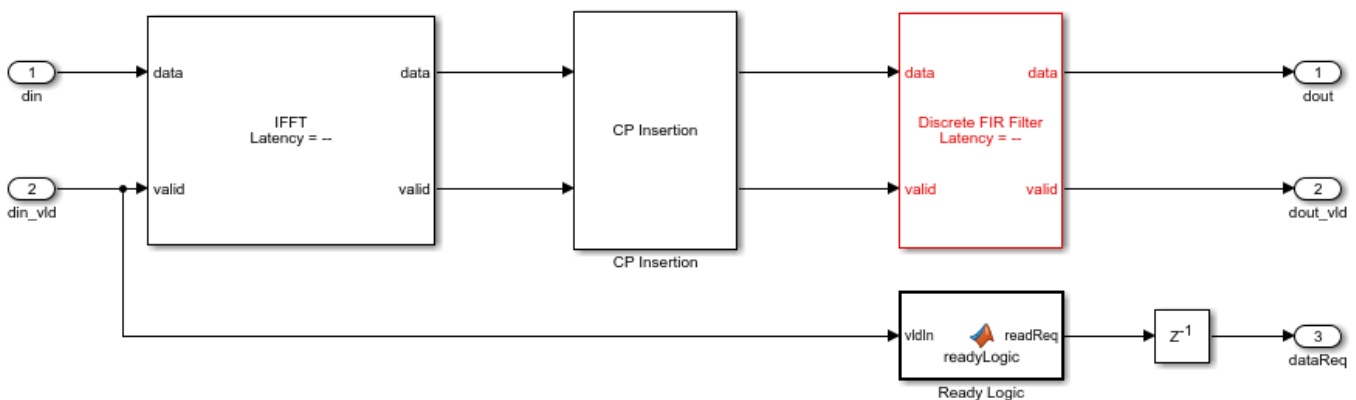 1
din
2
din_vld
data
data
IFFT
Latency = --
valid
valid
CP Insertion
CP Insertion
data
data
Discrete FIR Filter
Latency = --
valid
valid
1
dout
2
dout_vld
vldIn
readReq
readyLogic
Ready Logic
Z-1
3
dataReq